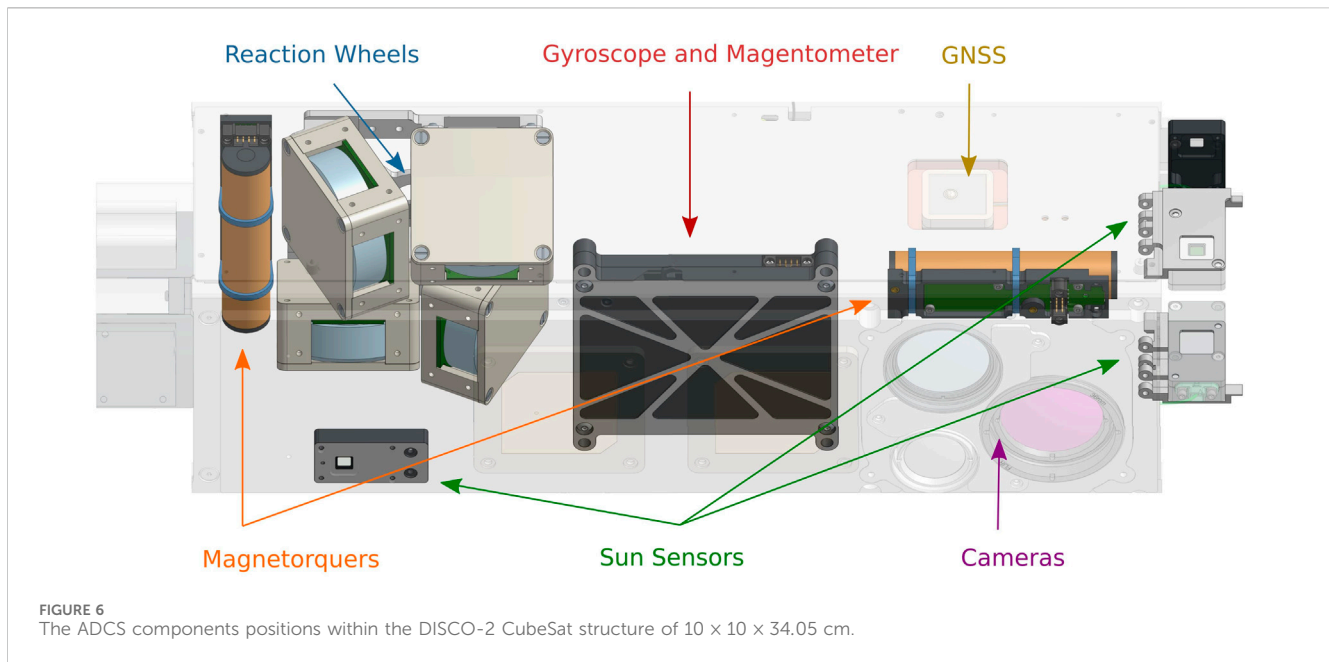 Reaction Wheels
Gyroscope and Magentometer
GNSS
Magnetorquers
Sun Sensors
Cameras
FIGURE 6
The ADCS components positions within the DISCO-2 CubeSat structure of 10 × 10 × 34.05 cm.